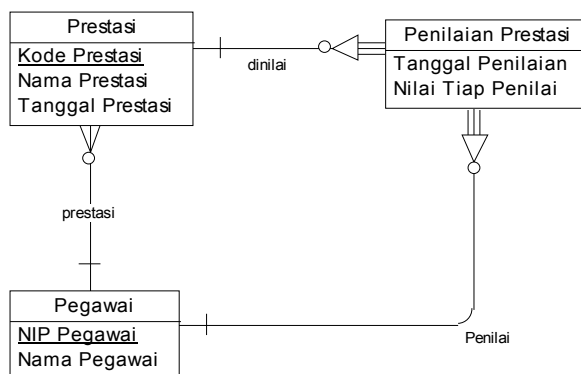 Prestasi
Kode Prestasi
Nama Prestasi
Tanggal Prestasi
dinilai
Penilaian Prestasi
Tanggal Penilaian
Nilai Tiap Penilai
prestasi
Pegawai
NIP Pegawai
Nama Pegawai
Penilai